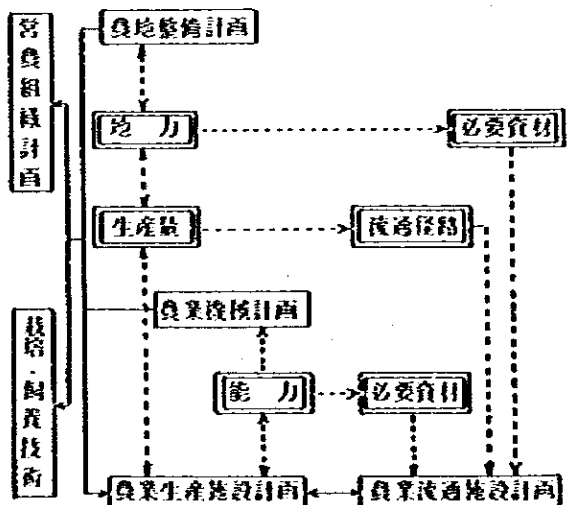 営農組織計画
農地整備計画
地力
必要資材
生産量
流通径路
農業機械計画
栽培・飼養技術
能力
必要資材
農業生産施設計画
農業流通施設計画